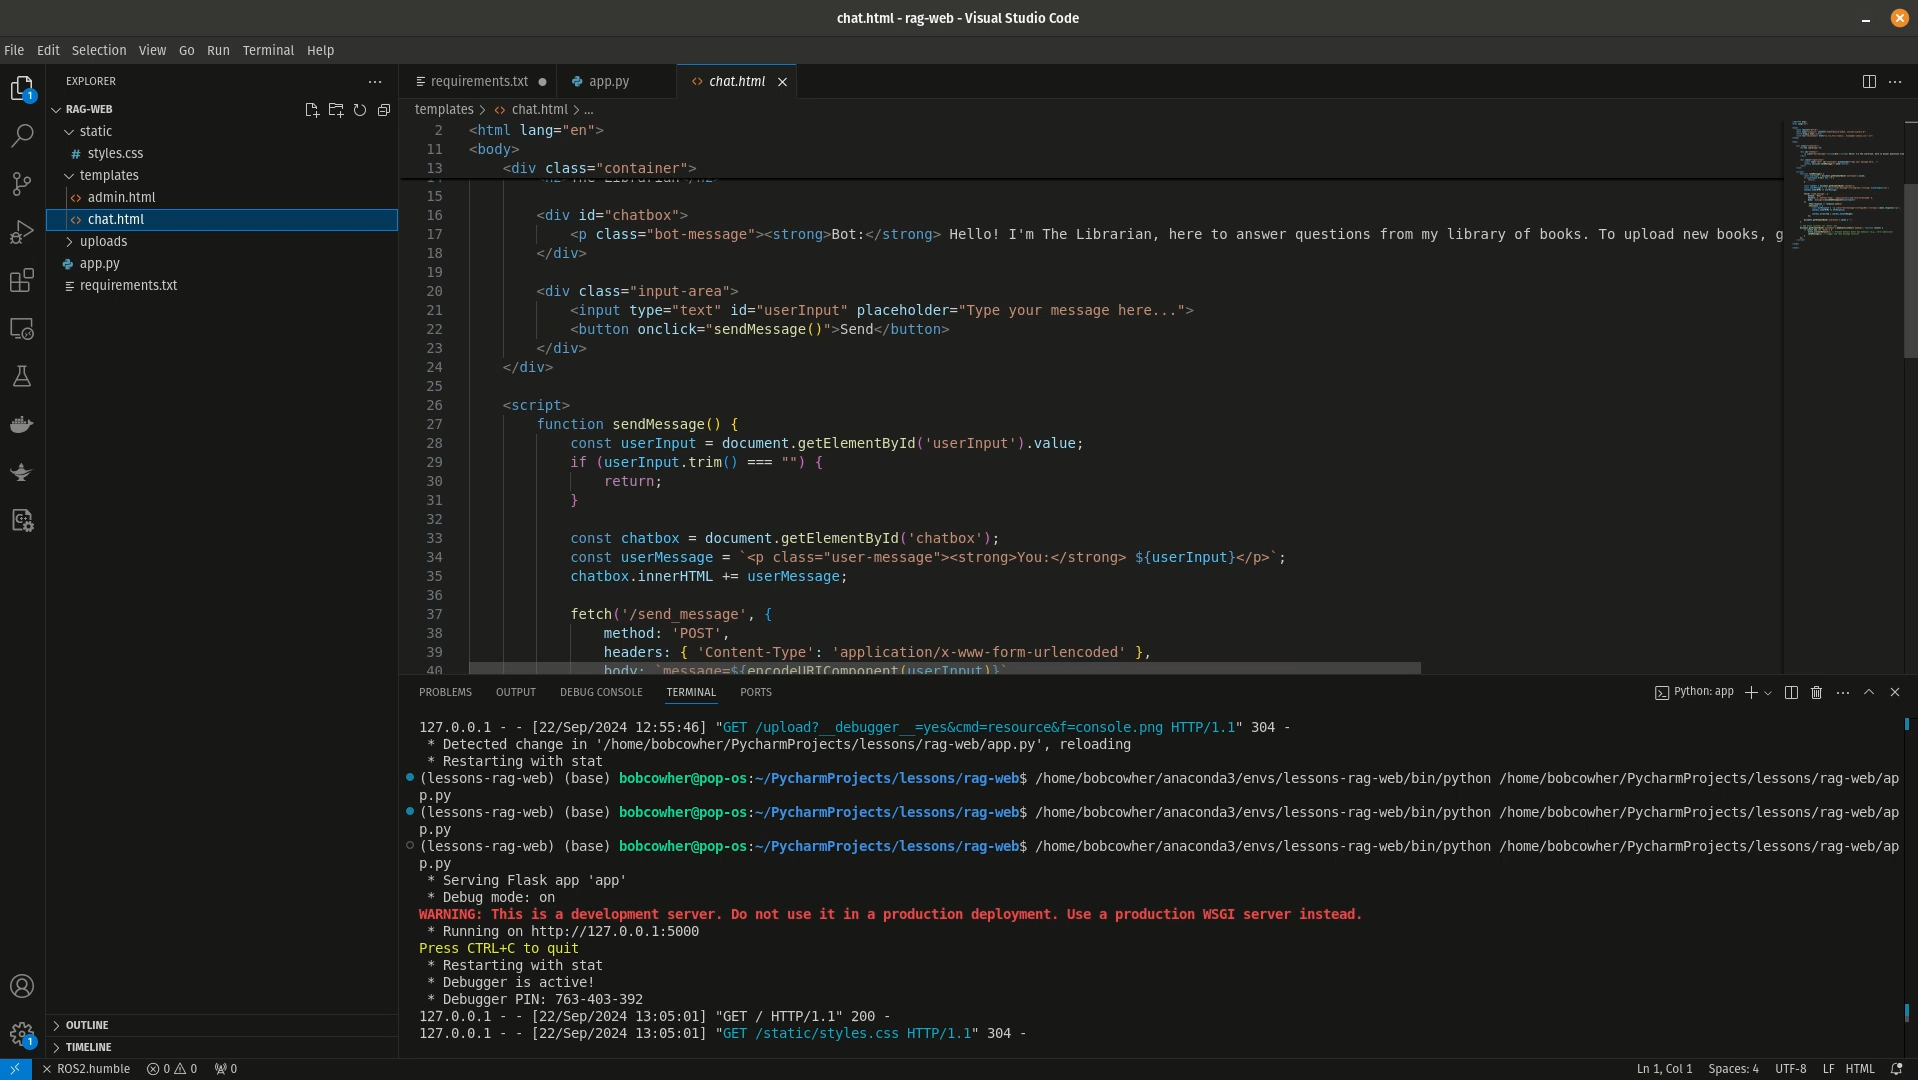 chat.html - rag-web - Visual Studio Code
File Edit Selection View Go Run Terminal Help
EXPLORER
RAG-WEB
static
# styles.css
templates
<> admin.html
<> chat.html
uploads
app.py
requirements.txt
OUTLINE
TIMELINE
requirements.txt
app.py
<> chat.html
templates > <> chat.html > ...
2 <html lang="en">
11 <body>
13 <div class="container">
15
16 <div id="chatbox">
17 <p class="bot-message"><strong>Bot:</strong> Hello! I'm The Librarian, here to answer questions from my library of books. To upload new books, g
18 </div>
19
20 <div class="input-area">
21 <input type="text" id="userInput" placeholder="Type your message here...">
22 <button onclick="sendMessage()">Send</button>
23 </div>
24 </div>
25
26 <script>
27 function sendMessage() {
28 const userInput = document.getElementById('userInput').value;
29 if (userInput.trim() === "") {
30 return;
31 }
32
33 const chatbox = document.getElementById('chatbox');
34 const userMessage = `<p class="user-message"><strong>You:</strong> ${userInput}</p>`;
35 chatbox.innerHTML += userMessage;
36
37 fetch('/send_message', {
38 method: 'POST',
39 headers: { 'Content-Type': 'application/x-www-form-urlencoded' },
40 body: `message=${encodeURIComponent(userInput)}`
PROBLEMS OUTPUT DEBUG CONSOLE TERMINAL PORTS
Python: app
127.0.0.1 - - [22/Sep/2024 12:55:46] "GET /upload?__debugger__=yes&cmd=resource&f=console.png HTTP/1.1" 304 -
* Detected change in '/home/bobcowher/PycharmProjects/lessons/rag-web/app.py', reloading
* Restarting with stat
(lessons-rag-web) (base) bobcowher@pop-os:~/PycharmProjects/lessons/rag-web$ /home/bobcowher/anaconda3/envs/lessons-rag-web/bin/python /home/bobcowher/PycharmProjects/lessons/rag-web/ap
p.py
(lessons-rag-web) (base) bobcowher@pop-os:~/PycharmProjects/lessons/rag-web$ /home/bobcowher/anaconda3/envs/lessons-rag-web/bin/python /home/bobcowher/PycharmProjects/lessons/rag-web/ap
p.py
(lessons-rag-web) (base) bobcowher@pop-os:~/PycharmProjects/lessons/rag-web$ /home/bobcowher/anaconda3/envs/lessons-rag-web/bin/python /home/bobcowher/PycharmProjects/lessons/rag-web/ap
p.py
* Serving Flask app 'app'
* Debug mode: on
WARNING: This is a development server. Do not use it in a production deployment. Use a production WSGI server instead.
* Running on http://127.0.0.1:5000
Press CTRL+C to quit
* Restarting with stat
* Debugger is active!
* Debugger PIN: 763-403-392
127.0.0.1 - - [22/Sep/2024 13:05:01] "GET / HTTP/1.1" 200 -
127.0.0.1 - - [22/Sep/2024 13:05:01] "GET /static/styles.css HTTP/1.1" 304 -
ROS2.humble 0 0 0
Ln 1, Col 1 Spaces: 4 UTF-8 LF HTML